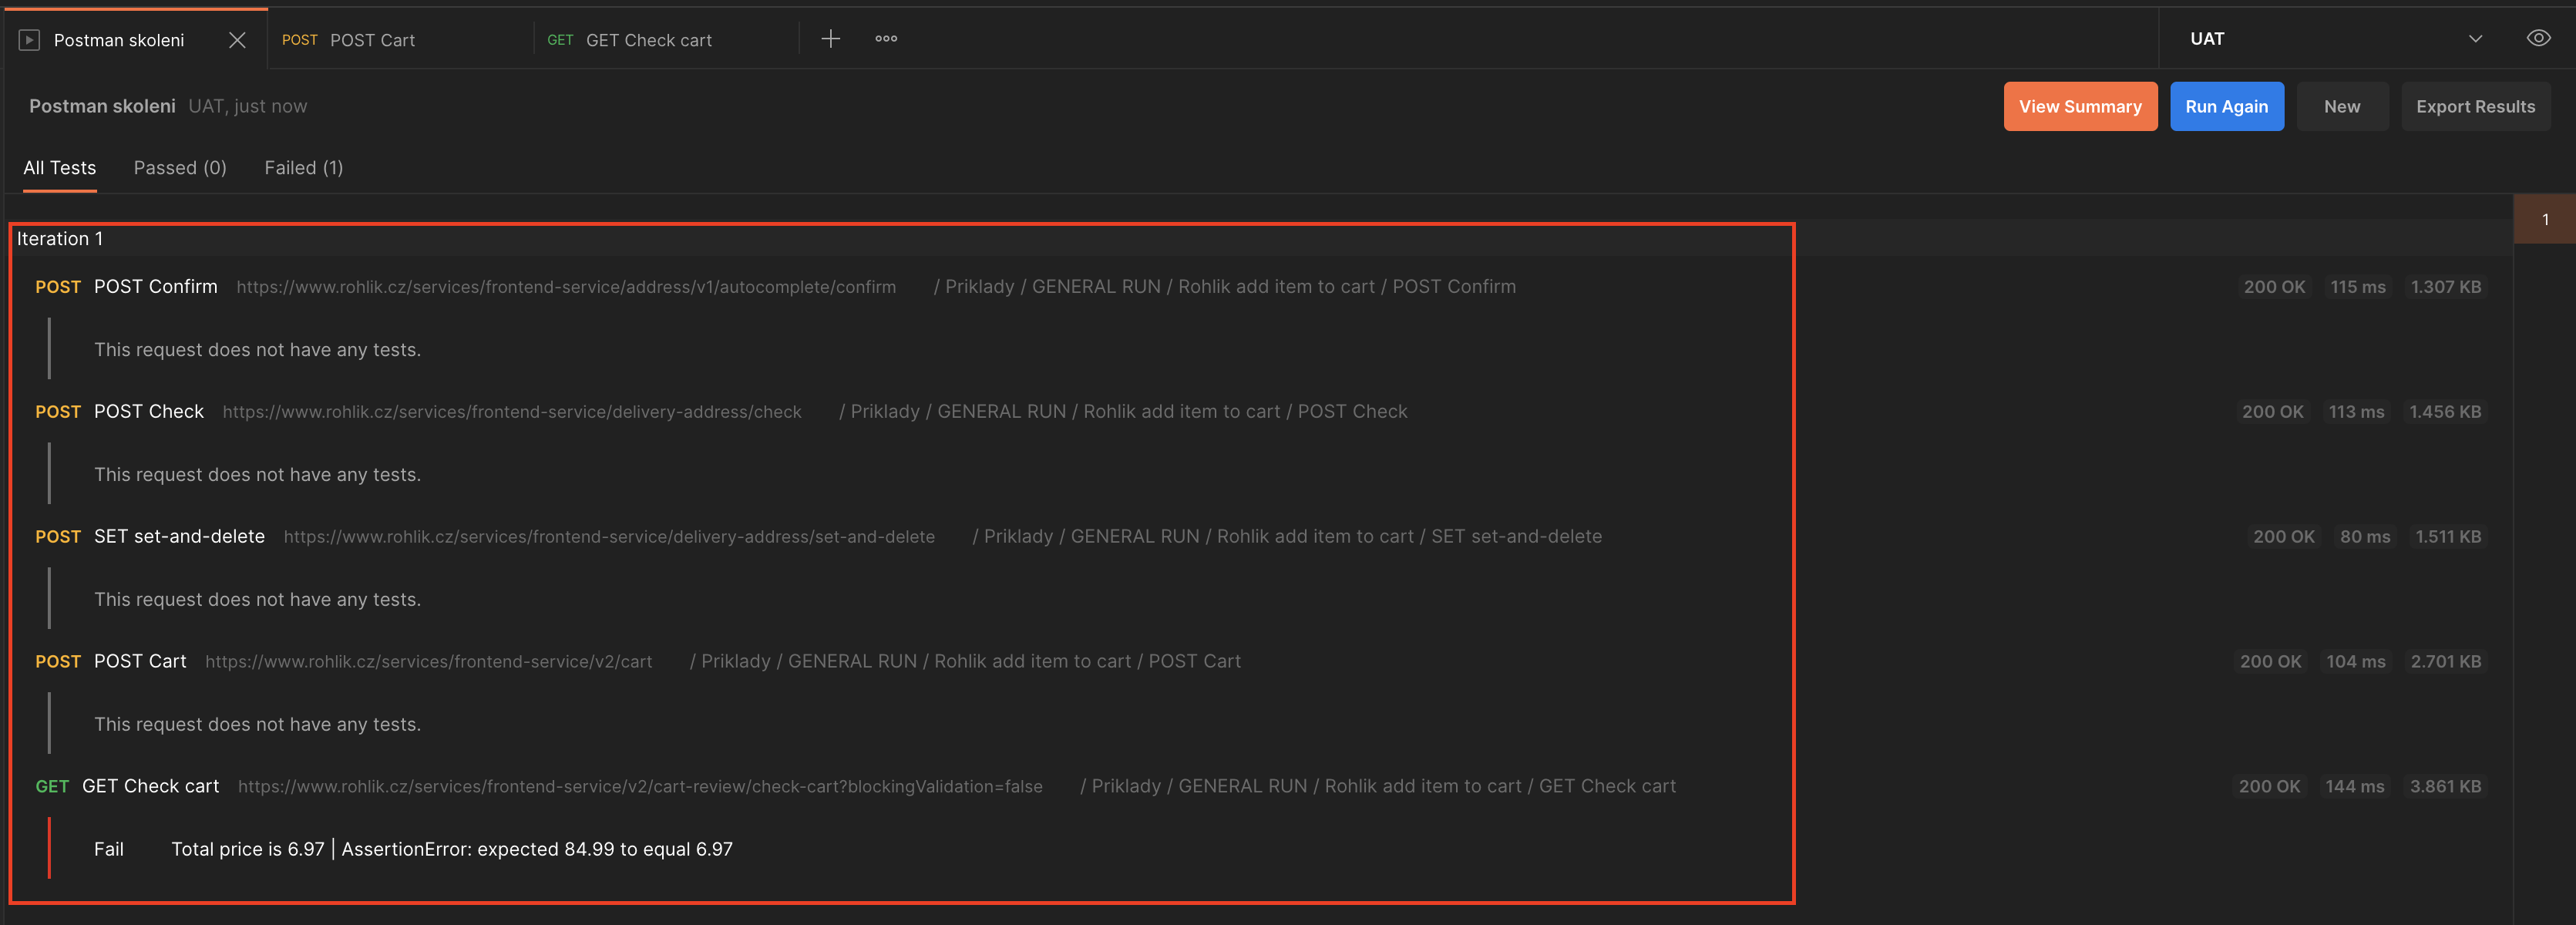 Postman skoleni POST POST Cart GET GET Check cart UAT
Postman skoleni UAT, just now View Summary Run Again New Export Results
All Tests Passed (0) Failed (1)
1
Iteration 1
POST POST Confirm https://www.rohlik.cz/services/frontend-service/address/v1/autocomplete/confirm / Priklady / GENERAL RUN / Rohlik add item to cart / POST Confirm 200 OK 115 ms 1.307 KB
This request does not have any tests.
POST POST Check https://www.rohlik.cz/services/frontend-service/delivery-address/check / Priklady / GENERAL RUN / Rohlik add item to cart / POST Check 200 OK 113 ms 1.456 KB
This request does not have any tests.
POST SET set-and-delete https://www.rohlik.cz/services/frontend-service/delivery-address/set-and-delete / Priklady / GENERAL RUN / Rohlik add item to cart / SET set-and-delete 200 OK 80 ms 1.511 KB
This request does not have any tests.
POST POST Cart https://www.rohlik.cz/services/frontend-service/v2/cart / Priklady / GENERAL RUN / Rohlik add item to cart / POST Cart 200 OK 104 ms 2.701 KB
This request does not have any tests.
GET GET Check cart https://www.rohlik.cz/services/frontend-service/v2/cart-review/check-cart?blockingValidation=false / Priklady / GENERAL RUN / Rohlik add item to cart / GET Check cart 200 OK 144 ms 3.861 KB
Fail Total price is 6.97 | AssertionError: expected 84.99 to equal 6.97